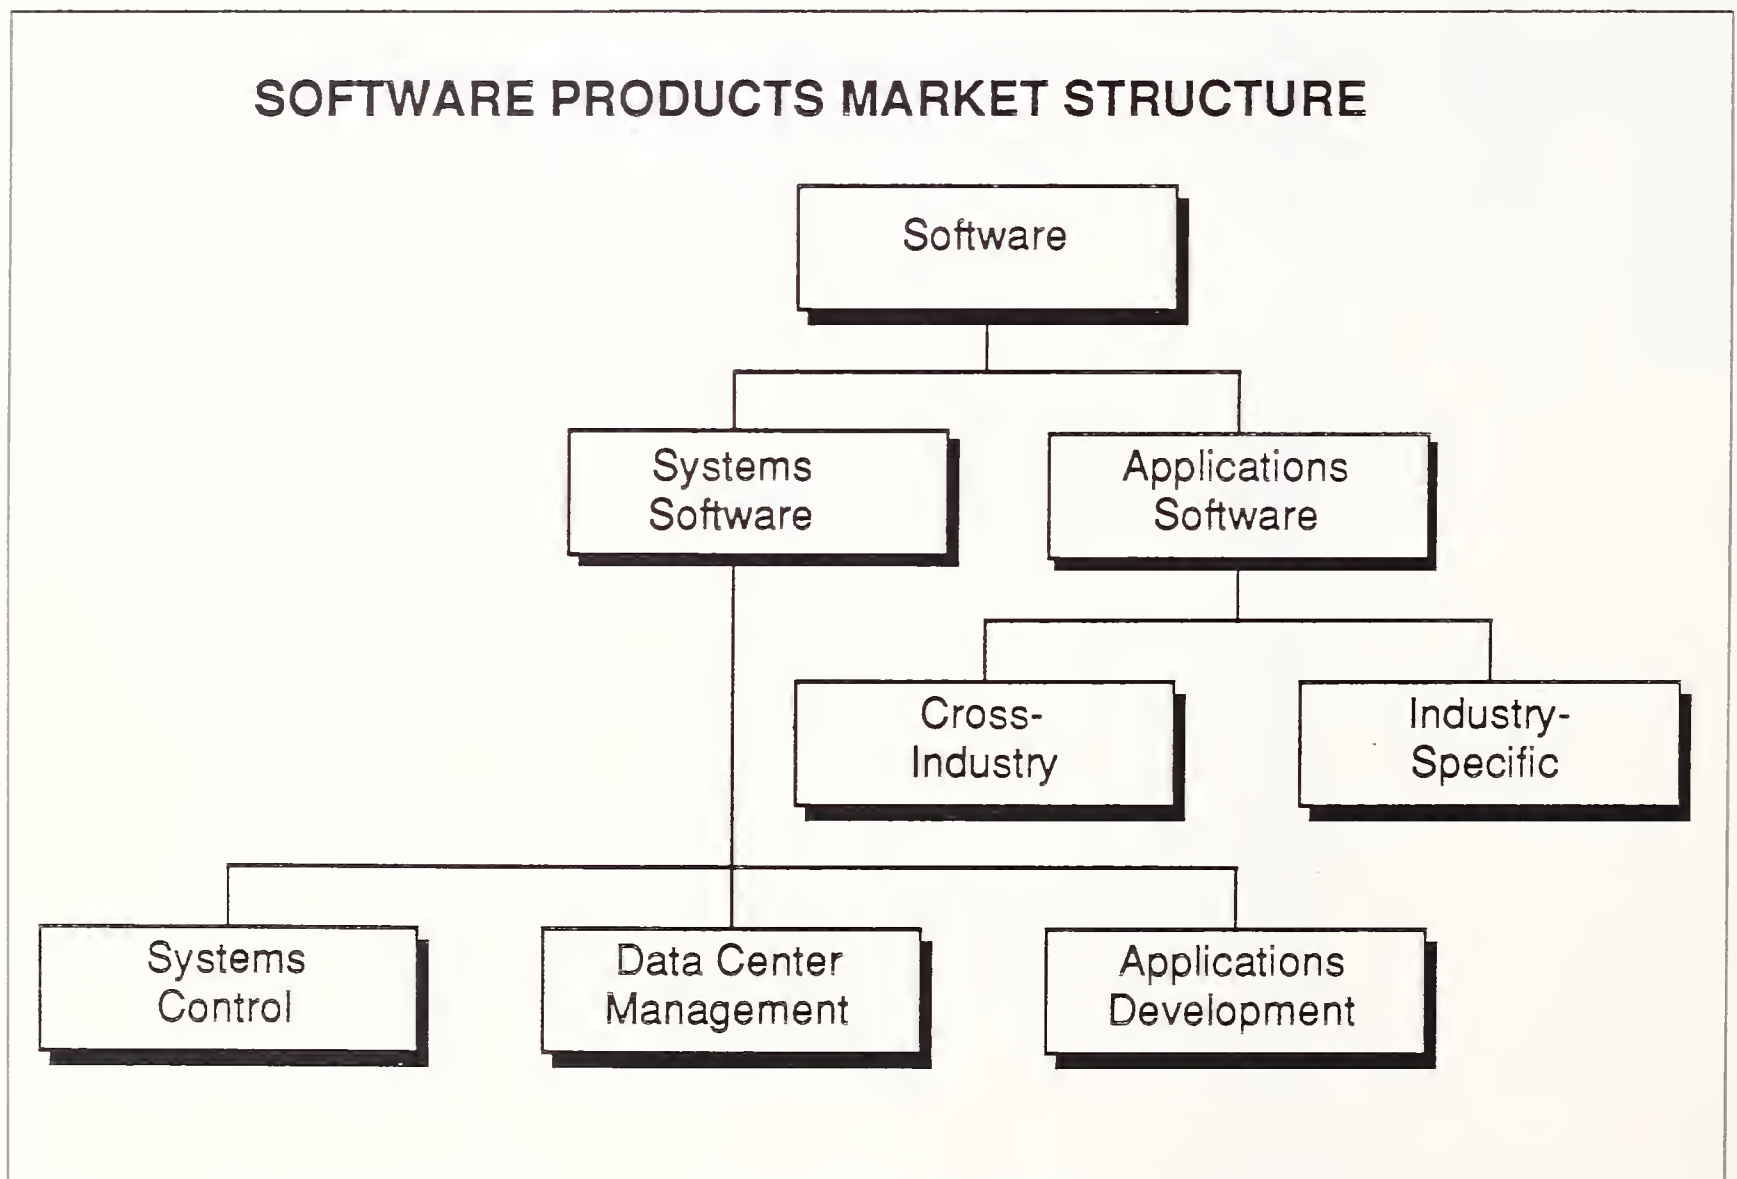 SOFTWARE PRODUCTS MARKET STRUCTURE
Software
Systems
Software
Applications
Software
Cross-
Industry
Industry-
Specific
Systems
Control
Data Center
Management
Applications
Development